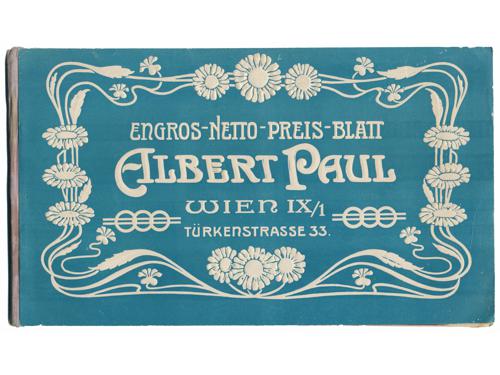 ENGROS-NETTO-PREIS-BLATT
ALBERT PAUL
WIEN IX/1
TÜRKENSTRASSE 33.